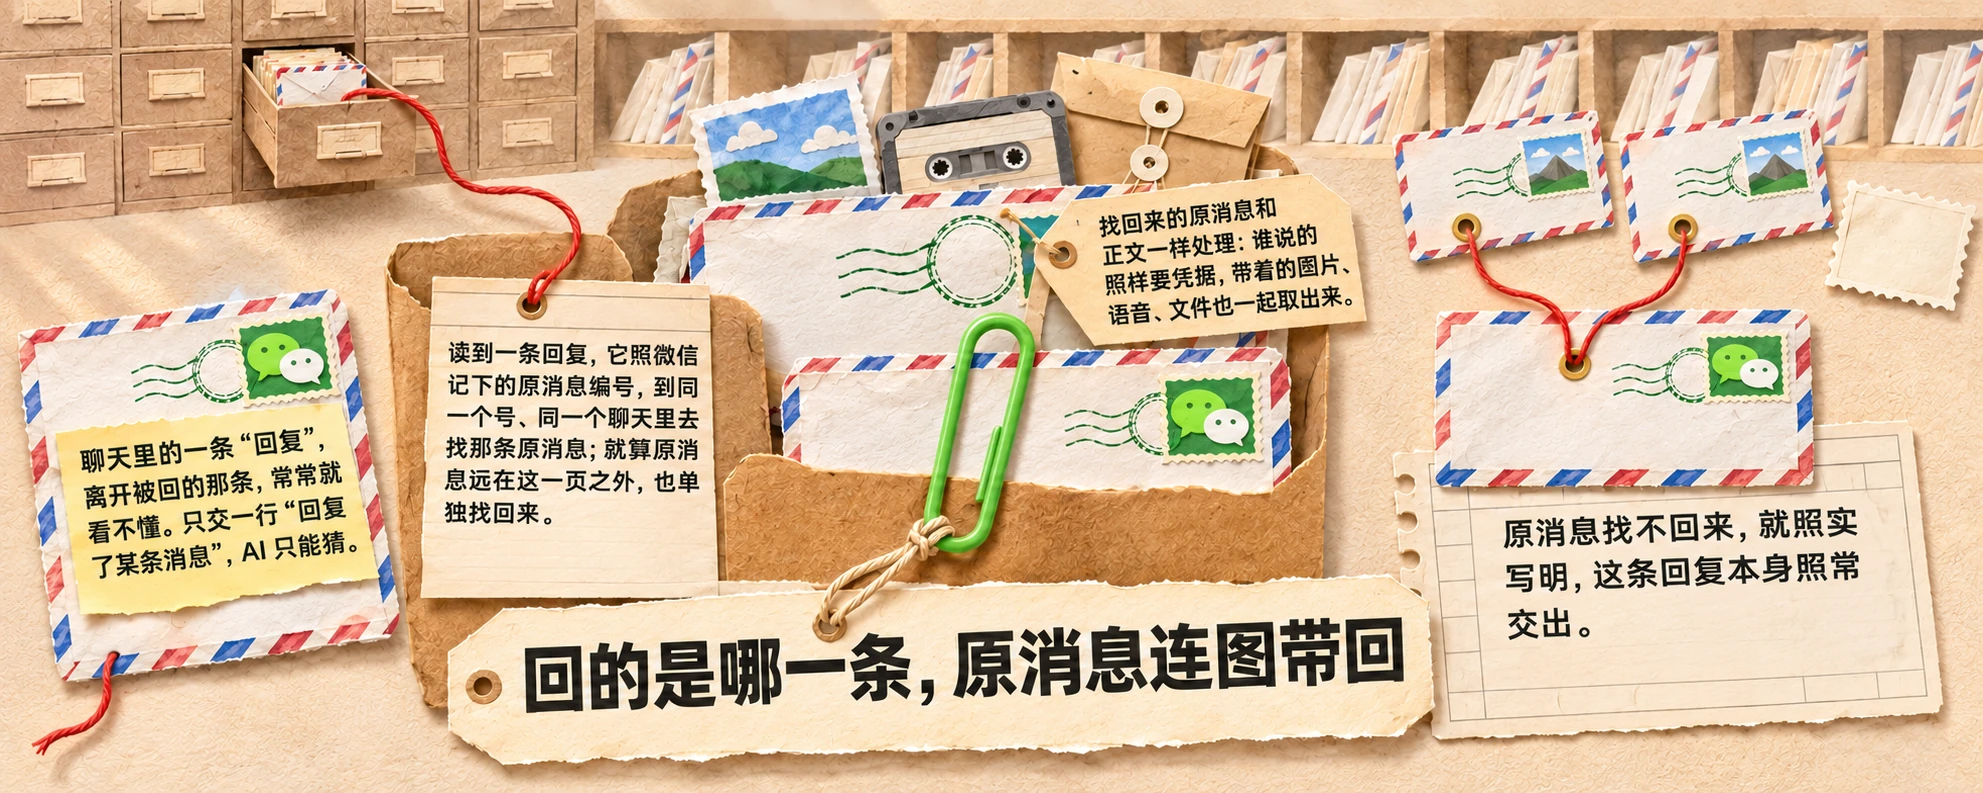 聊天里的一条“回复”，
离开被回的那条，常常就
看不懂。只交一行“回复
了某条消息”，AI 只能猜。
读到一条回复，它照微信
记下的原消息编号，到同
一个号、同一个聊天里去
找那条原消息；就算原消
息远在这一页之外，也单
独找回来。
找回来的原消息和
正文一样处理：谁说的
照样要凭据，带着的图片、
语音、文件也一起取出来。
原消息找不回来，就照实
写明，这条回复本身照常
交出。
回的是哪一条，原消息连图带回